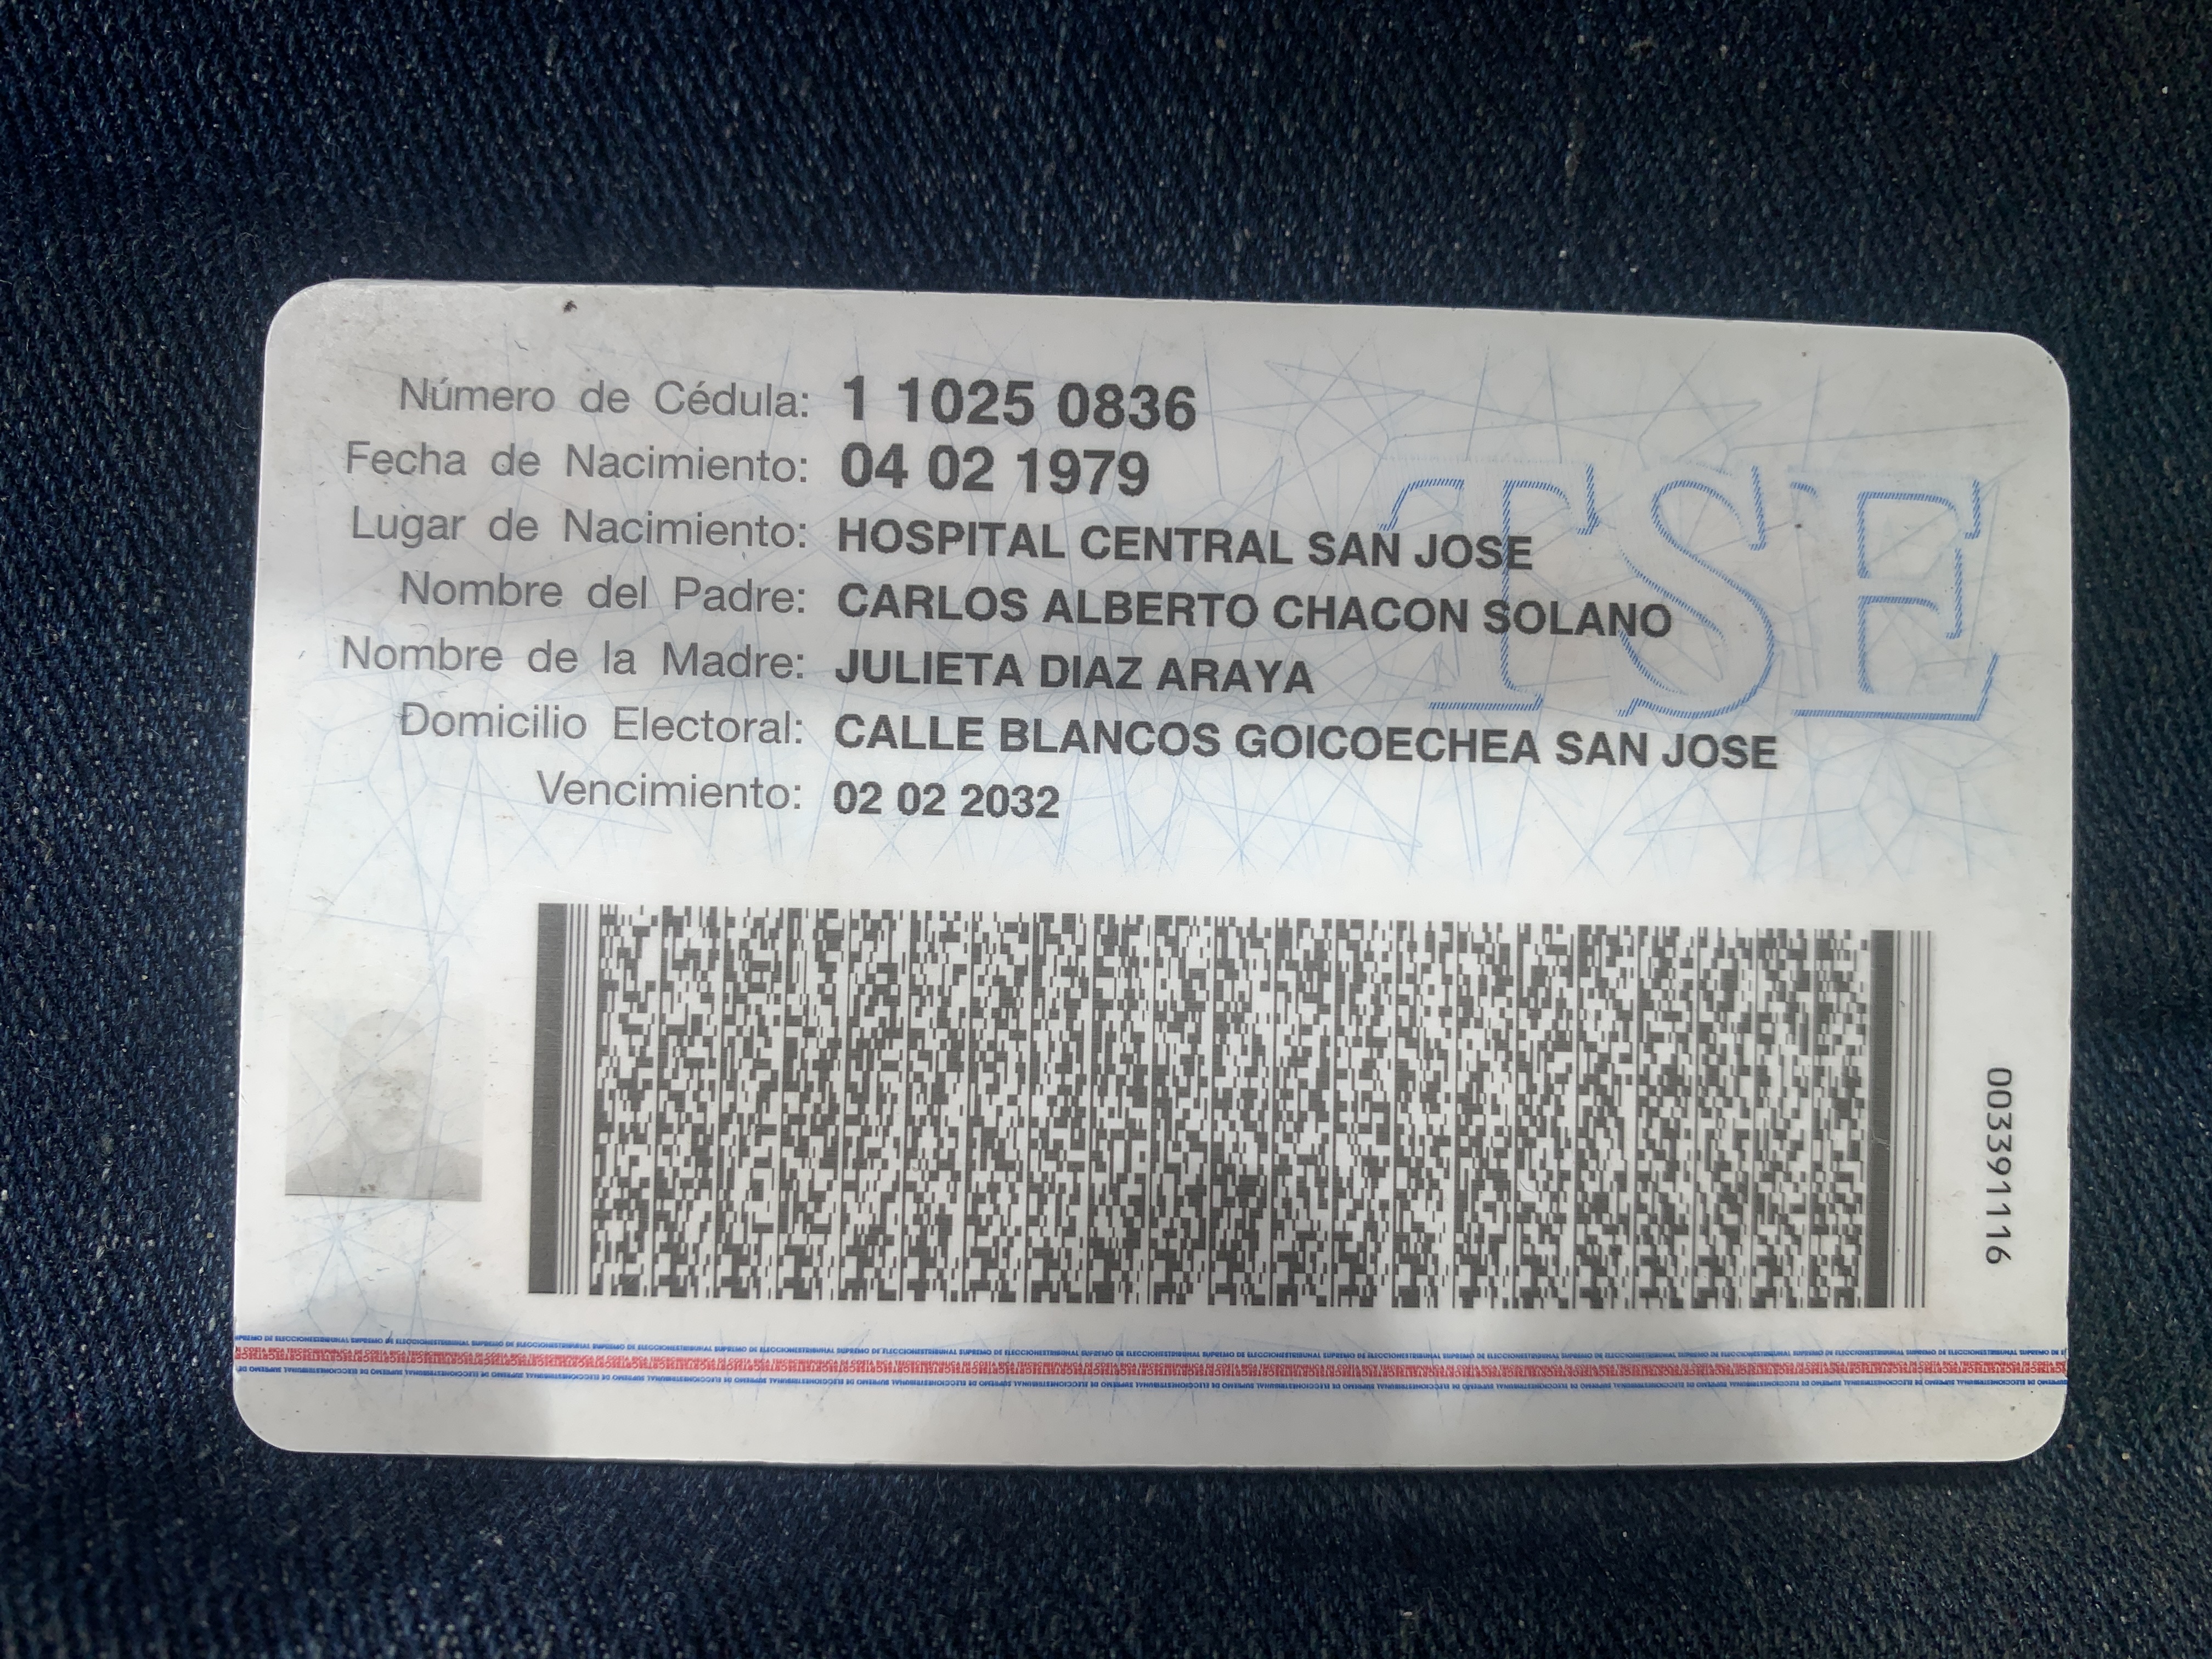 Número de Cédula: 1 1025 0836
Fecha de Nacimiento: 04 02 1979
Lugar de Nacimiento: HOSPITAL CENTRAL SAN JOSE
Nombre del Padre: CARLOS ALBERTO CHACON SOLANO
Nombre de la Madre: JULIETA DIAZ ARAYA
Domicilio Electoral: CALLE BLANCOS GOICOECHEA SAN JOSE
Vencimiento: 02 02 2032
TSE
003391116